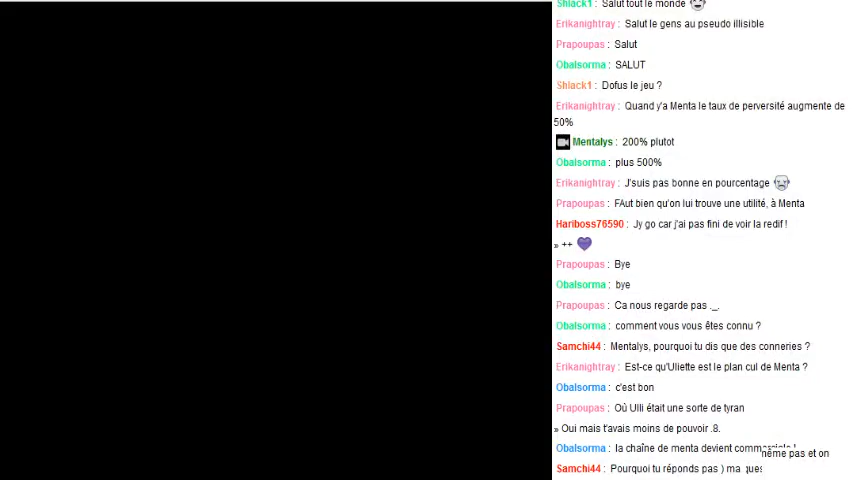 Shlack1 : Salut tout le monde
Erikanightray : Salut le gens au pseudo illisible
Prapoupas : Salut
Obalsorma : SALUT
Shlack1 : Dofus le jeu ?
Erikanightray : Quand y'a Menta le taux de perversité augmente de
50%
Mentalys : 200% plutot
Obalsorma : plus 500%
Erikanightray : J'suis pas bonne en pourcentage
Prapoupas : FAut bien qu'on lui trouve une utilité, à Menta
Hariboss76590 : Jy go car j'ai pas fini de voir la redif !
» ++
Prapoupas : Bye
Obalsorma : bye
Prapoupas : Ca nous regarde pas ._.
Obalsorma : comment vous vous êtes connu ?
Samchi44 : Mentalys, pourquoi tu dis que des conneries ?
Erikanightray : Est-ce qu'Uliette est le plan cul de Menta ?
Obalsorma : c'est bon
Prapoupas : Où Ulli était une sorte de tyran
» Oui mais t'avais moins de pouvoir .8.
Obalsorma : la chaîne de menta devient
même pas et on
Samchi44 : Pourquoi tu réponds pas ) ma